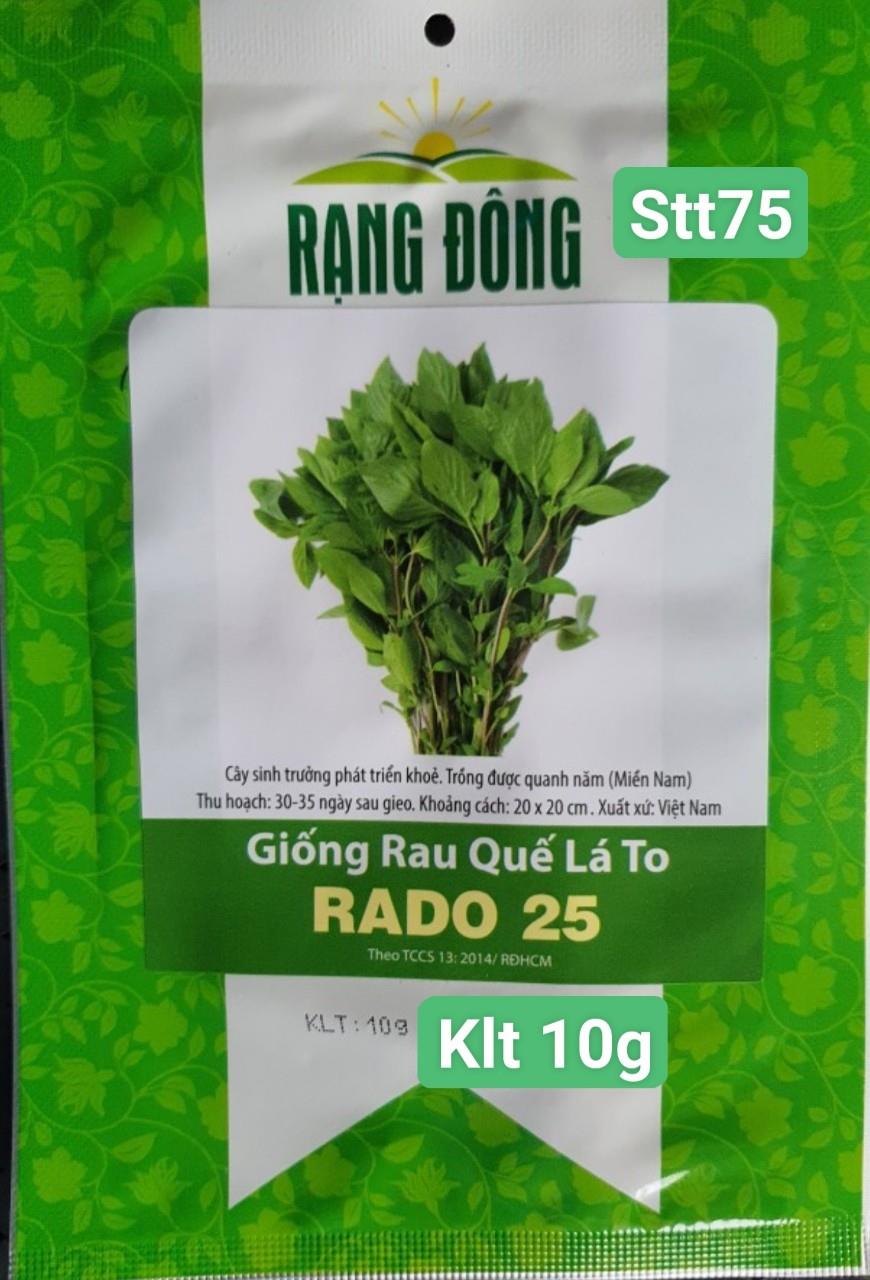 RẠNG ĐÔNG
Stt75
Cây sinh trưởng phát triển khoẻ. Trồng được quanh năm (Miền Nam)
Thu hoạch: 30-35 ngày sau gieo. Khoảng cách: 20 x 20 cm . Xuất xứ: Việt Nam
Giống Rau Quế Lá To
RADO 25
Theo TCCS 13: 2014/ RĐHCM
KLT : 10g
Klt 10g